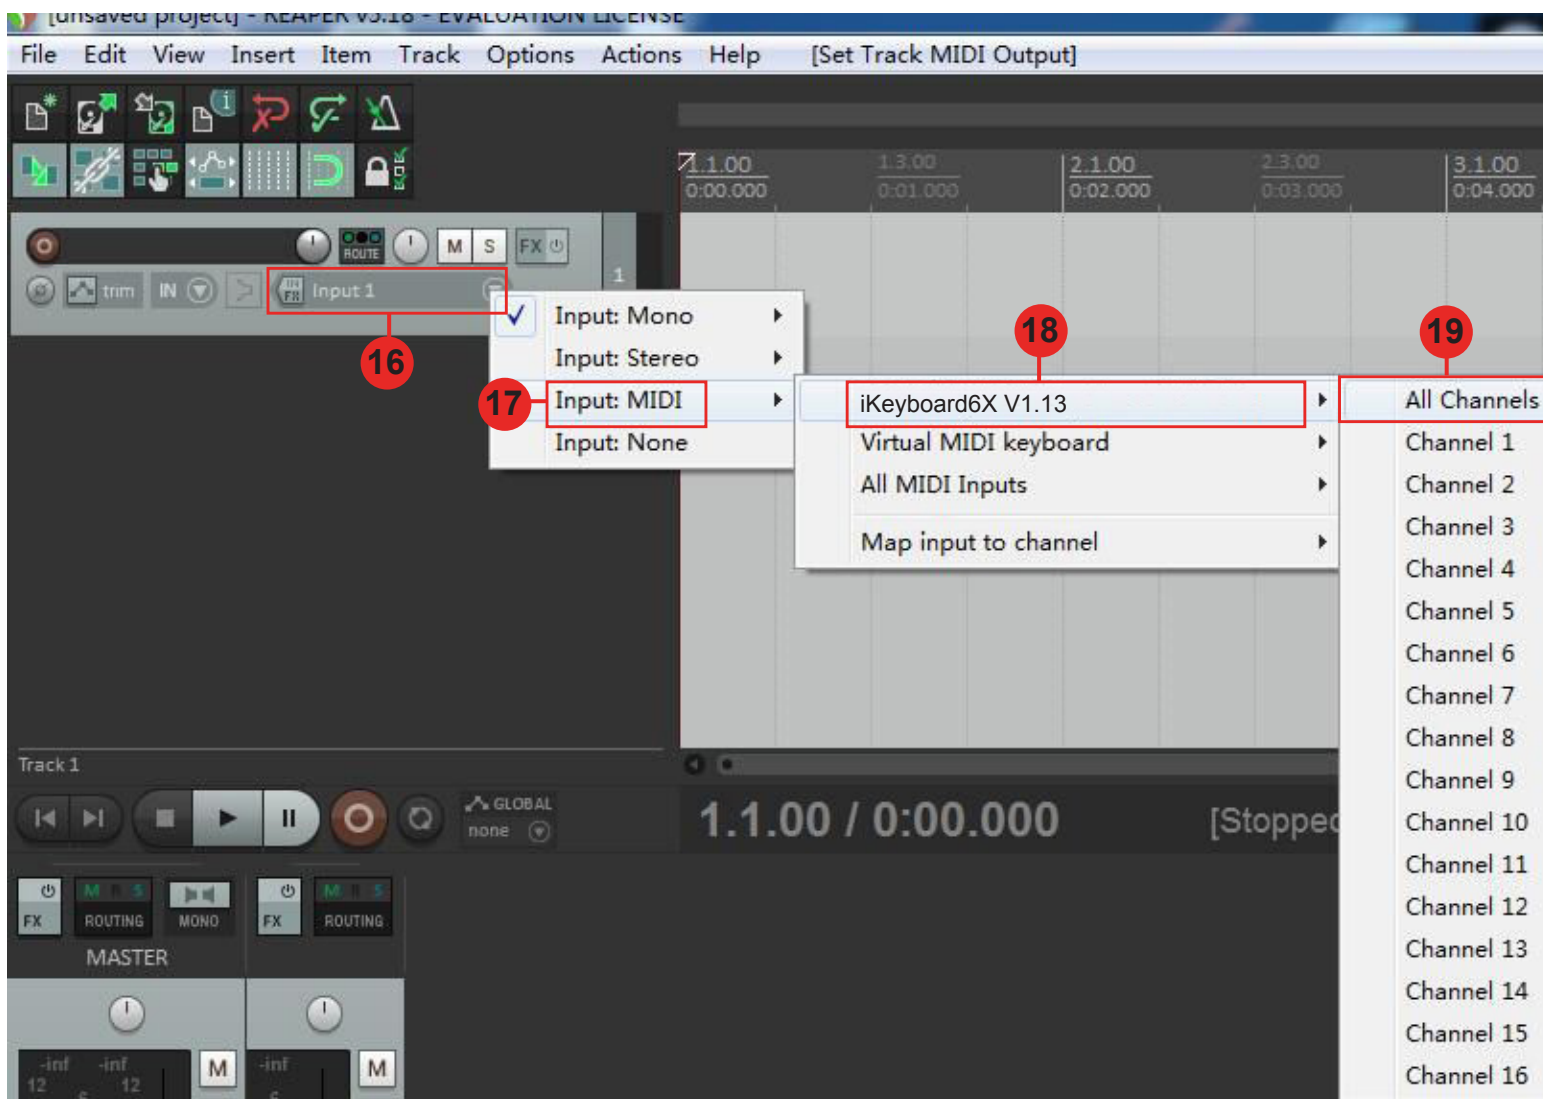 [unsaved project] - REAPER v5.18 - EVALUATION LICENSE
File Edit View Insert Item Track Options Actions Help [Set Track MIDI Output]
1.1.00 1.3.00 2.1.00 2.3.00 3.1.00
0:00.000 0:01.000 0:02.000 0:03.000 0:04.000
ROUTE M S FX
1
trim IN IN FX Input 1
16
Input: Mono
Input: Stereo
17 Input: MIDI
Input: None
18
iKeyboard6X V1.13
Virtual MIDI keyboard
All MIDI Inputs
Map input to channel
19
All Channels
Channel 1
Channel 2
Channel 3
Channel 4
Channel 5
Channel 6
Channel 7
Channel 8
Channel 9
Channel 10
Channel 11
Channel 12
Channel 13
Channel 14
Channel 15
Channel 16
Track 1
GLOBAL
none
1.1.00 / 0:00.000 [Stopped
M R S M R S
FX ROUTING MONO FX ROUTING
MASTER
-inf -inf M -inf M
12 12
6 6